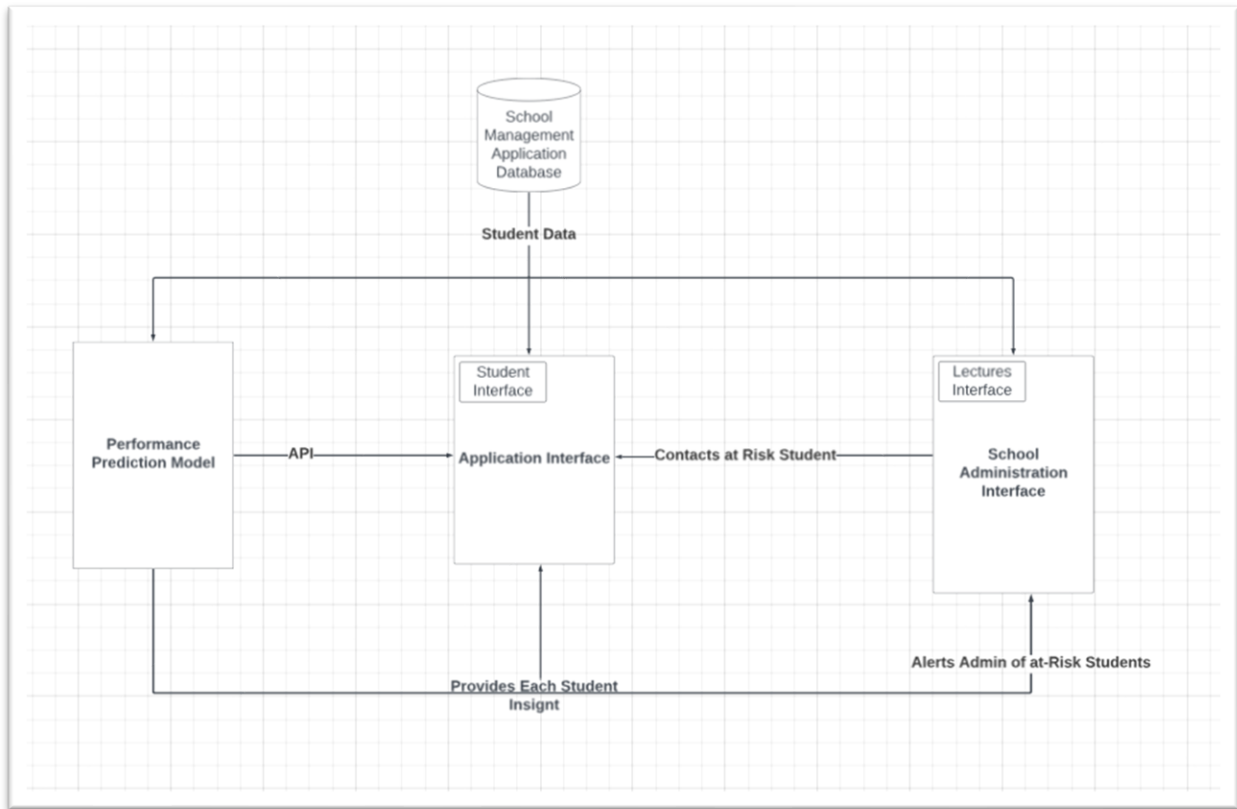 School
Management
Application
Database
Student Data
Student
Interface
Lectures
Interface
Performance
Prediction Model
API
Application Interface
Contacts at Risk Student
School
Administration
Interface
Alerts Admin of at-Risk Students
Provides Each Student
Insignt